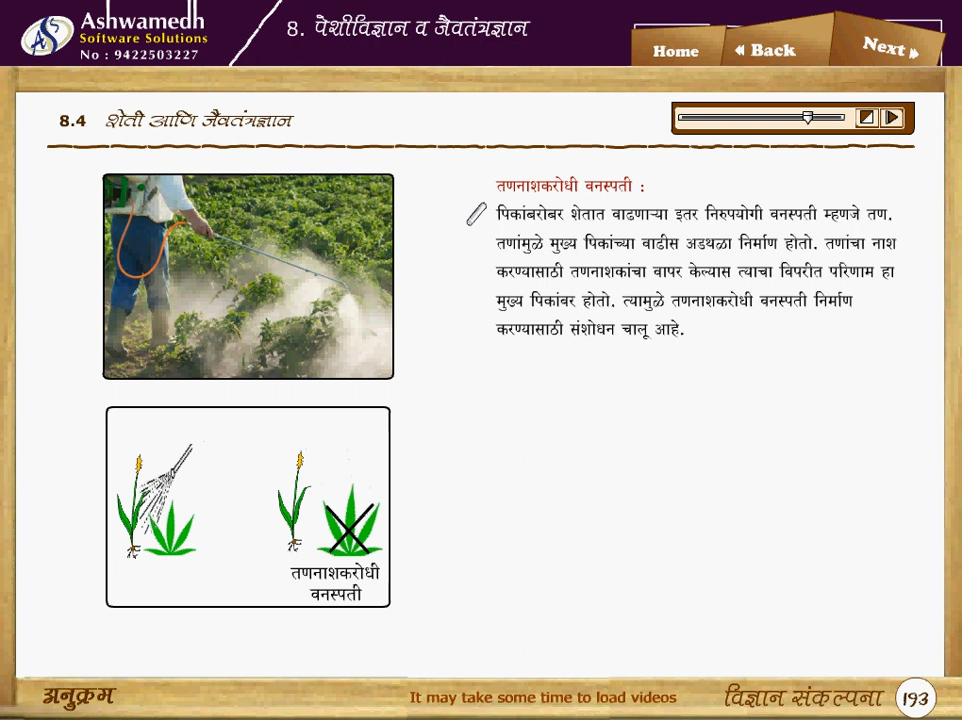 Ashwamedh
Software Solutions
No : 9422503227
8. पेशीविज्ञान व जैवतंत्रज्ञान
Home
Back
Next
8.4 शेती आणि जैवतंत्रज्ञान
तणनाशकरोधी वनस्पती :
पिकांबरोबर शेतात वाढणाऱ्या इतर निरुपयोगी वनस्पती म्हणजे तण.
तणांमुळे मुख्य पिकांच्या वाढीस अडथळा निर्माण होतो. तणांचा नाश
करण्यासाठी तणनाशकांचा वापर केल्यास त्याचा विपरीत परिणाम हा
मुख्य पिकांबर होतो. त्यामुळे तणनाशकरोधी वनस्पती निर्माण
करण्यासाठी संशोधन चालू आहे.
तणनाशकरोधी
वनस्पती
अनुक्रम
It may take some time to load videos
विज्ञान संकल्पना
193